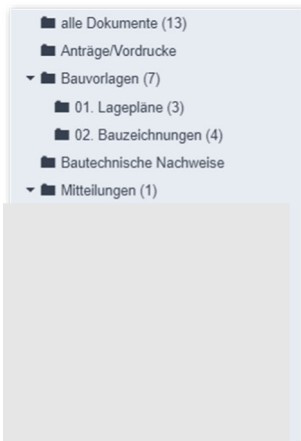 alle Dokumente (13)
Anträge/Vordrucke
Bauvorlagen (7)
01. Lagepläne (3)
02. Bauzeichnungen (4)
Bautechnische Nachweise
Mitteilungen (1)